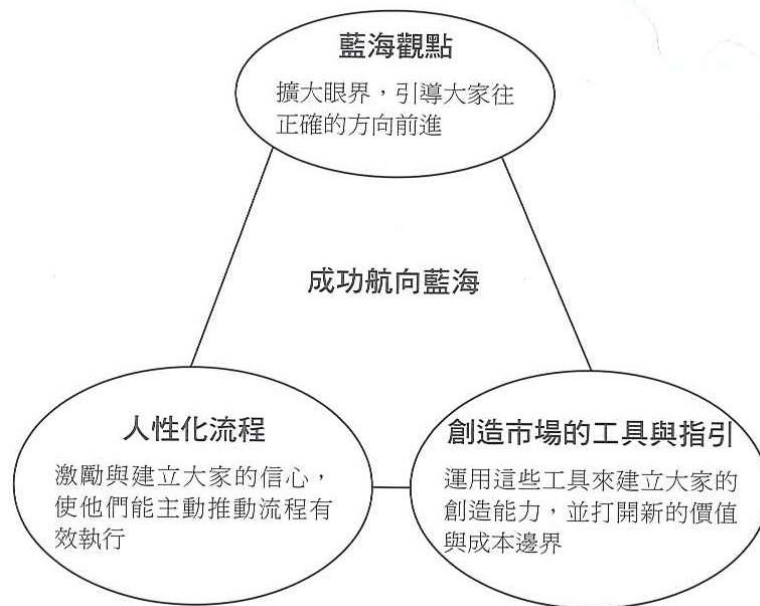 藍海觀點
擴大眼界，引導大家往
正確的方向前進
成功航向藍海
人性化流程
激勵與建立大家的信心，
使他們能主動推動流程有
效執行
創造市場的工具與指引
運用這些工具來建立大家的
創造能力，並打開新的價值
與成本邊界